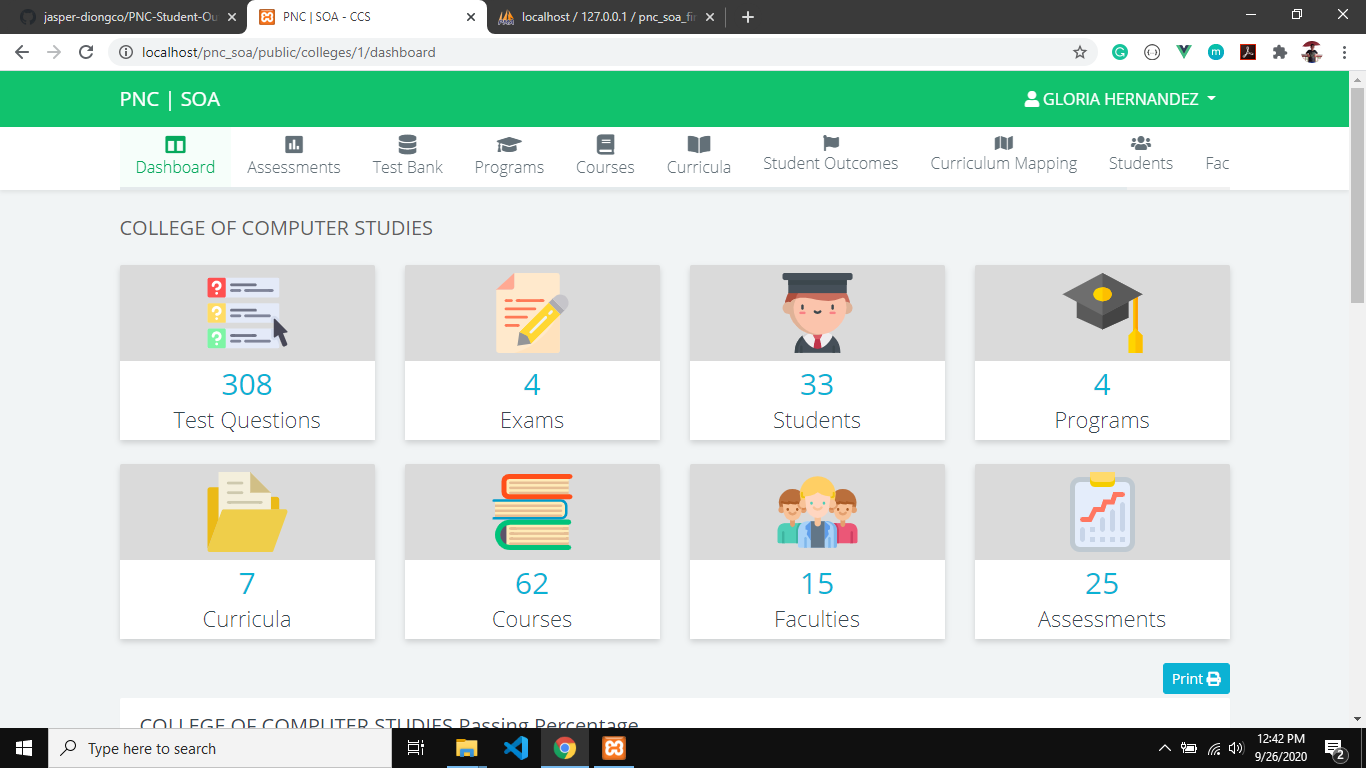 jasper-diongco/PNC-Student-Ou
PNC | SOA - CCS
localhost / 127.0.0.1 / pnc_soa_fir
localhost/pnc_soa/public/colleges/1/dashboard
PNC | SOA
GLORIA HERNANDEZ
Dashboard
Assessments
Test Bank
Programs
Courses
Curricula
Student Outcomes
Curriculum Mapping
Students
Fac
COLLEGE OF COMPUTER STUDIES
308
Test Questions
4
Exams
33
Students
4
Programs
7
Curricula
62
Courses
15
Faculties
25
Assessments
Print
COLLEGE OF COMPUTER STUDIES Passing Percentage
Type here to search
12:42 PM
9/26/2020
2